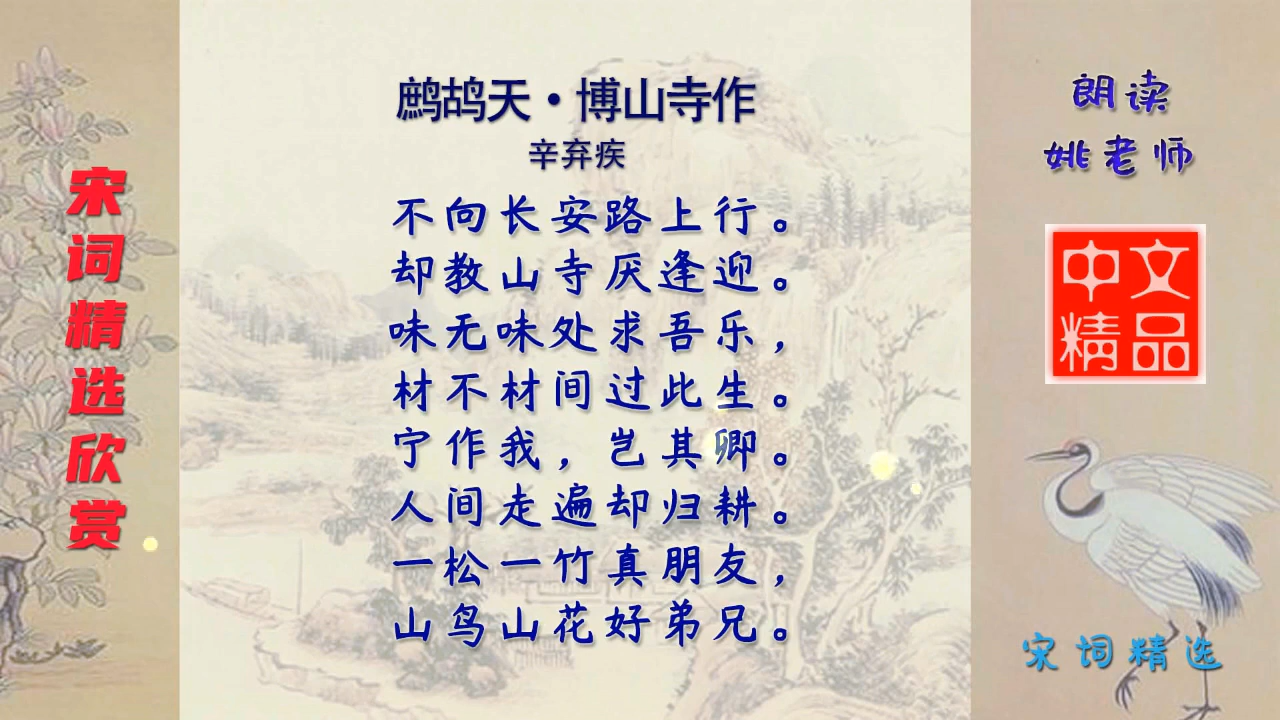 鹧鸪天·博山寺作
辛弃疾
不向长安路上行。
却教山寺厌逢迎。
味无味处求吾乐，
材不材间过此生。
宁作我，岂其卿。
人间走遍却归耕。
一松一竹真朋友，
山鸟山花好弟兄。
宋词精选欣赏
朗读
姚老师
中文
精品
宋词精选